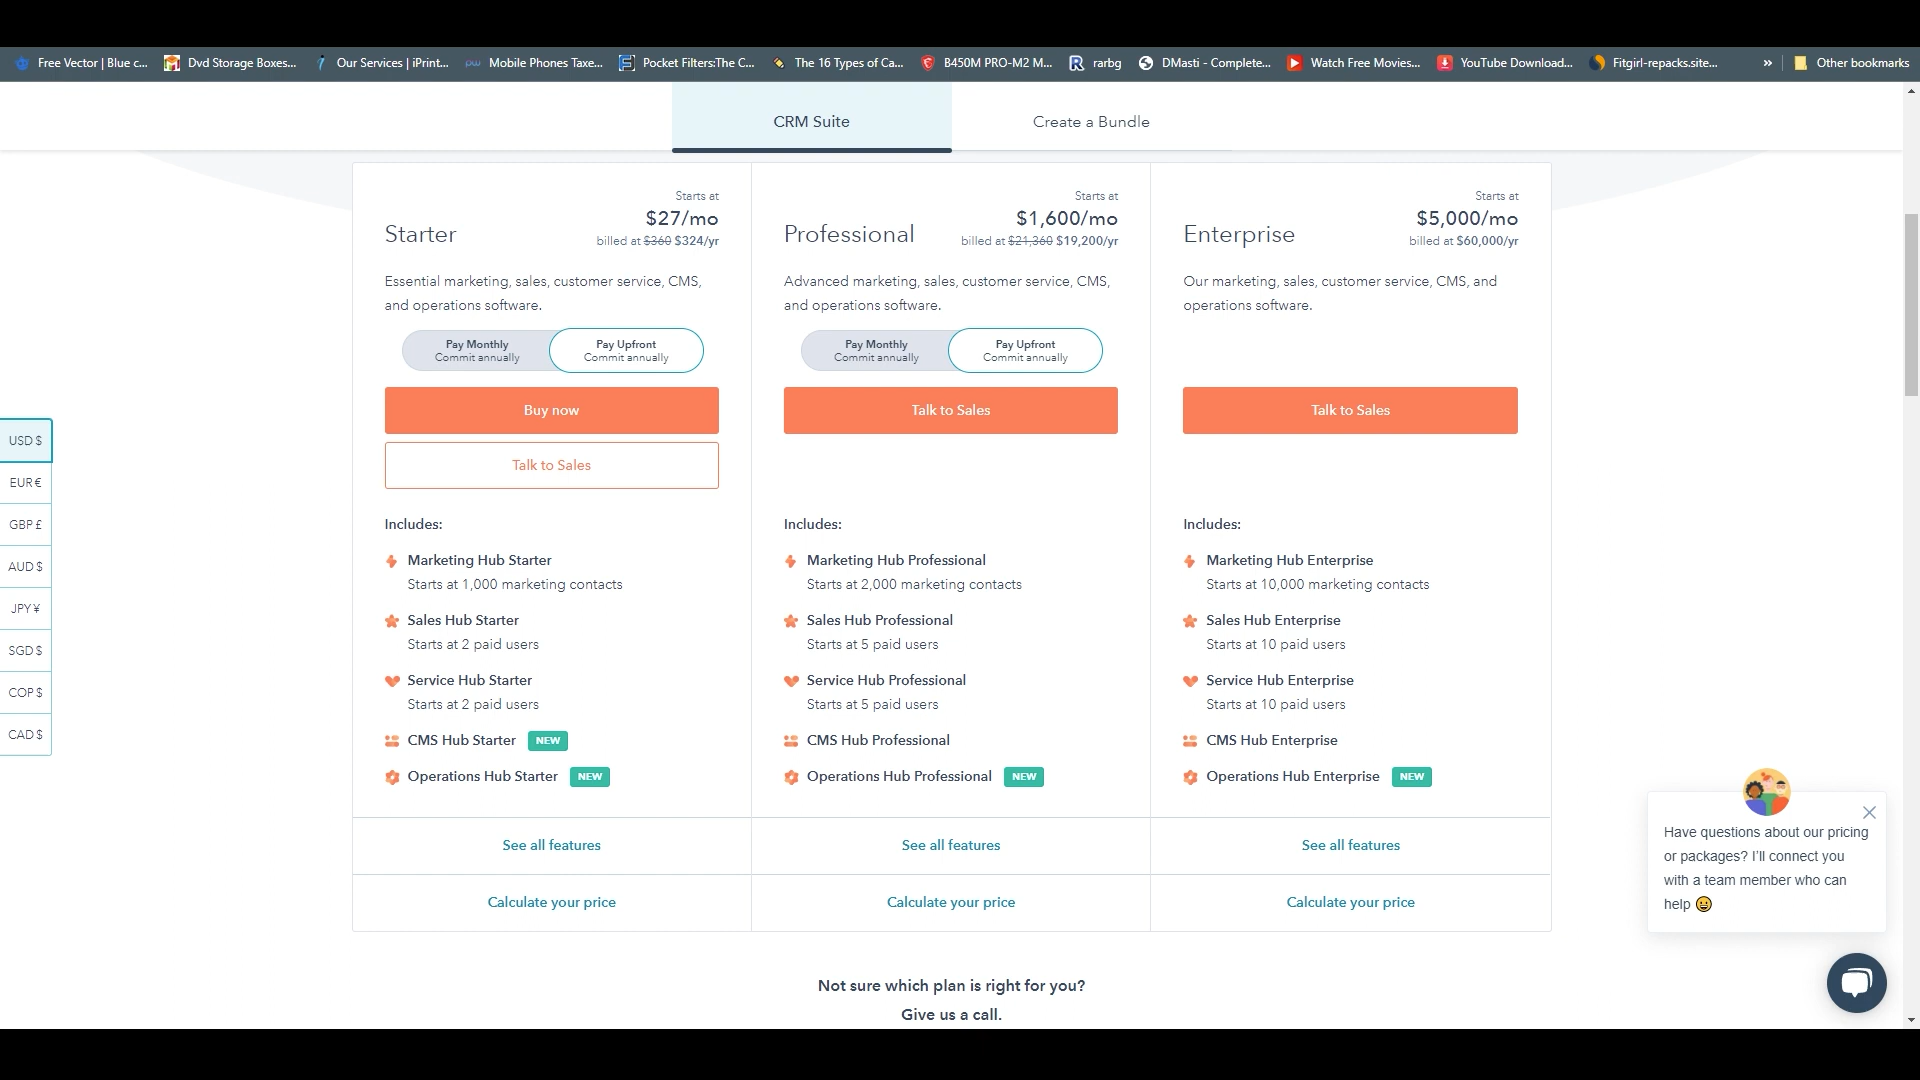 Free Vector | Blue c...
Dvd Storage Boxes...
Our Services | iPrint...
Mobile Phones Taxe...
Pocket Filters:The C...
The 16 Types of Ca...
B450M PRO-M2 M...
rarbg
DMasti - Complete...
Watch Free Movies...
YouTube Download...
Fitgirl-repacks.site...
»
Other bookmarks
CRM Suite
Create a Bundle
Starter
Starts at
$27/mo
billed at $360 $324/yr
Essential marketing, sales, customer service, CMS,
and operations software.
Pay Monthly
Commit annually
Pay Upfront
Commit annually
Buy now
Talk to Sales
Includes:
Marketing Hub Starter
Starts at 1,000 marketing contacts
Sales Hub Starter
Starts at 2 paid users
Service Hub Starter
Starts at 2 paid users
CMS Hub Starter NEW
Operations Hub Starter NEW
See all features
Calculate your price
Professional
Starts at
$1,600/mo
billed at $21,360 $19,200/yr
Advanced marketing, sales, customer service, CMS,
and operations software.
Pay Monthly
Commit annually
Pay Upfront
Commit annually
Talk to Sales
Includes:
Marketing Hub Professional
Starts at 2,000 marketing contacts
Sales Hub Professional
Starts at 5 paid users
Service Hub Professional
Starts at 5 paid users
CMS Hub Professional
Operations Hub Professional NEW
See all features
Calculate your price
Enterprise
Starts at
$5,000/mo
billed at $60,000/yr
Our marketing, sales, customer service, CMS, and
operations software.
Talk to Sales
Includes:
Marketing Hub Enterprise
Starts at 10,000 marketing contacts
Sales Hub Enterprise
Starts at 10 paid users
Service Hub Enterprise
Starts at 10 paid users
CMS Hub Enterprise
Operations Hub Enterprise NEW
See all features
Calculate your price
USD $
EUR €
GBP £
AUD $
JPY ¥
SGD $
COP $
CAD $
Have questions about our pricing
or packages? I'll connect you
with a team member who can
help 😀
Not sure which plan is right for you?
Give us a call.